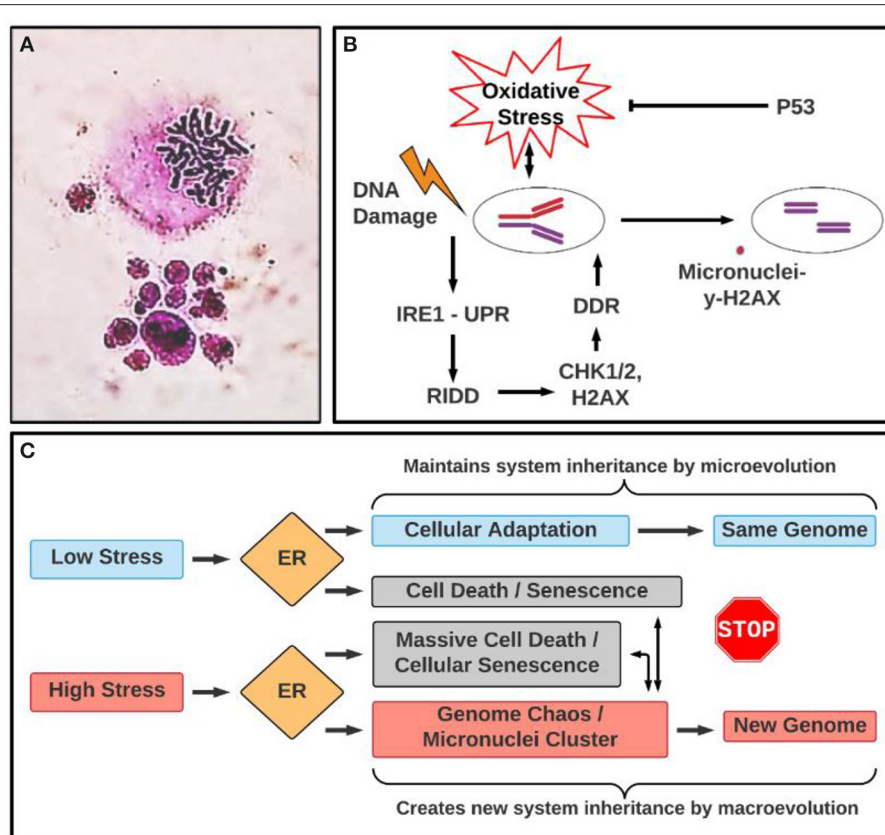 A
B
Oxidative
Stress
P53
DNA
Damage
Micronuclei-
y-H2AX
IRE1 - UPR
DDR
RIDD
CHK1/2,
H2AX
C
Maintains system inheritance by microevolution
Low Stress
ER
Cellular Adaptation
Same Genome
Cell Death / Senescence
STOP
High Stress
ER
Massive Cell Death /
Cellular Senescence
Genome Chaos /
Micronuclei Cluster
New Genome
Creates new system inheritance by macroevolution